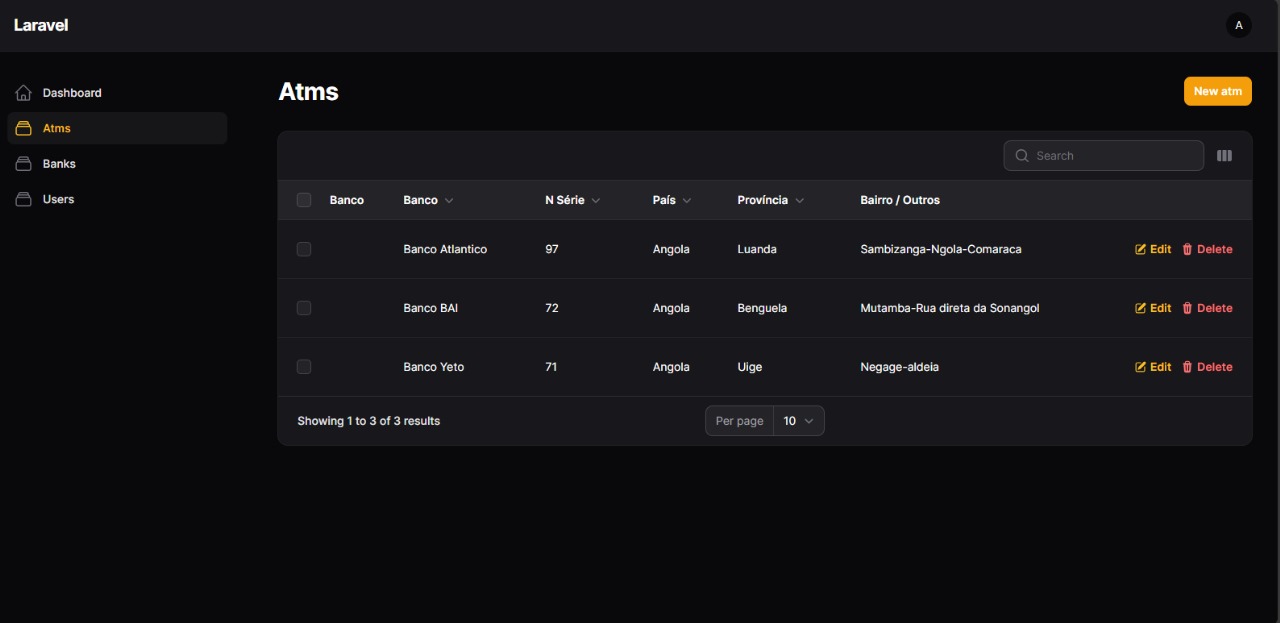 Laravel
A
Dashboard
Atms
Banks
Users
Atms
New atm
Search
Banco Banco N Série País Província Bairro / Outros
Banco Atlantico 97 Angola Luanda Sambizanga-Ngola-Comaraca Edit Delete
Banco BAI 72 Angola Benguela Mutamba-Rua direta da Sonangol Edit Delete
Banco Yeto 71 Angola Uige Negage-aldeia Edit Delete
Showing 1 to 3 of 3 results
Per page 10